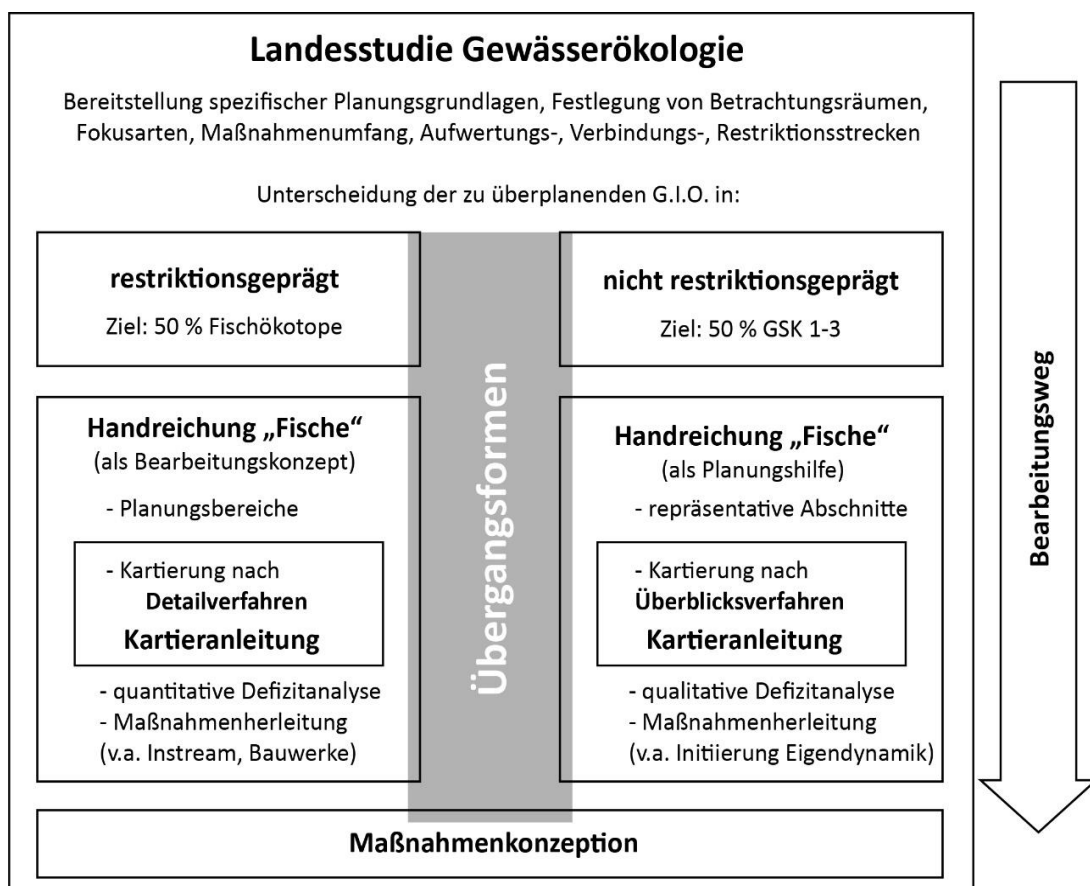 Landesstudie Gewässerökologie
Bereitstellung spezifischer Planungsgrundlagen, Festlegung von Betrachtungsräumen,
Fokusarten, Maßnahmenumfang, Aufwertungs-, Verbindungs-, Restriktionsstrecken
Unterscheidung der zu überplanenden G.I.O. in:
restriktionsgeprägt
Ziel: 50 % Fischökotope
Handreichung „Fische“
(als Bearbeitungskonzept)
- Planungsbereiche
- Kartierung nach
Detailverfahren
Kartieranleitung
- quantitative Defizitanalyse
- Maßnahmenherleitung
(v.a. Instream, Bauwerke)
Übergangsformen
nicht restriktionsgeprägt
Ziel: 50 % GSK 1-3
Handreichung „Fische“
(als Planungshilfe)
- repräsentative Abschnitte
- Kartierung nach
Überblicksverfahren
Kartieranleitung
- qualitative Defizitanalyse
- Maßnahmenherleitung
(v.a. Initiierung Eigendynamik)
Maßnahmenkonzeption
Bearbeitungsweg